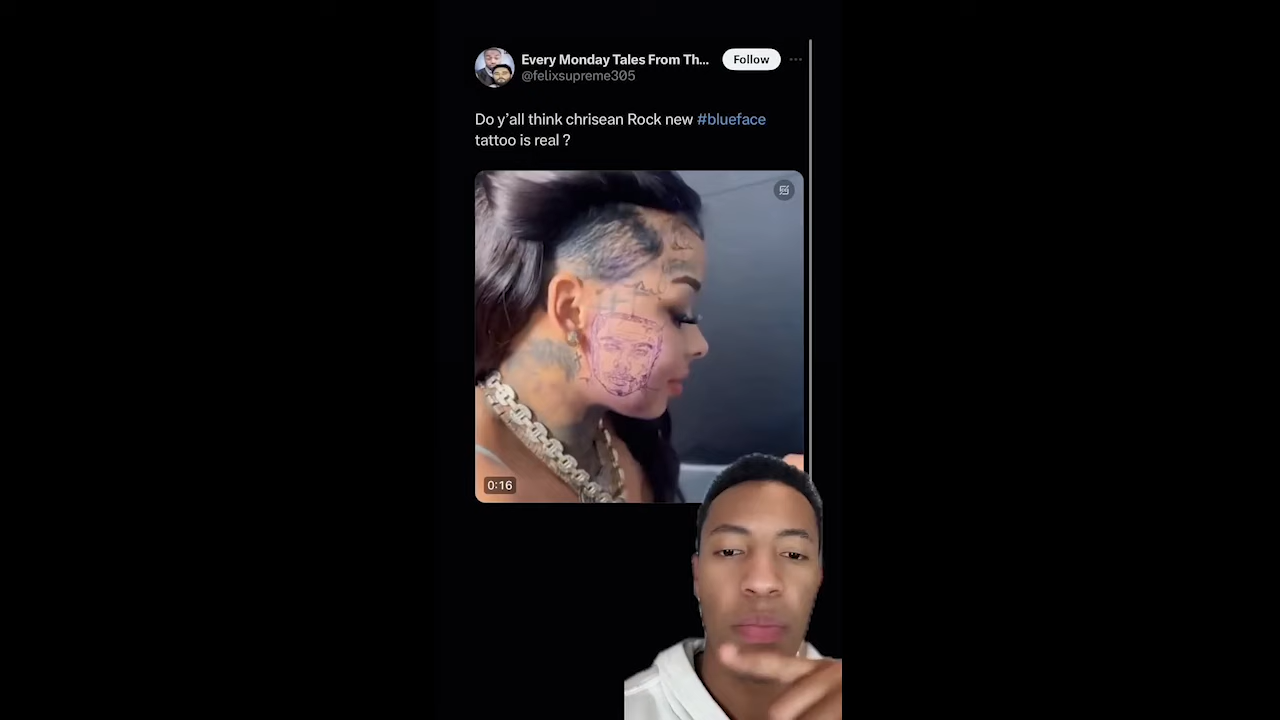 Every Monday Tales From Th...
Follow
@felixsupreme305
Do y'all think chrisean Rock new #blueface
tattoo is real ?
0:16